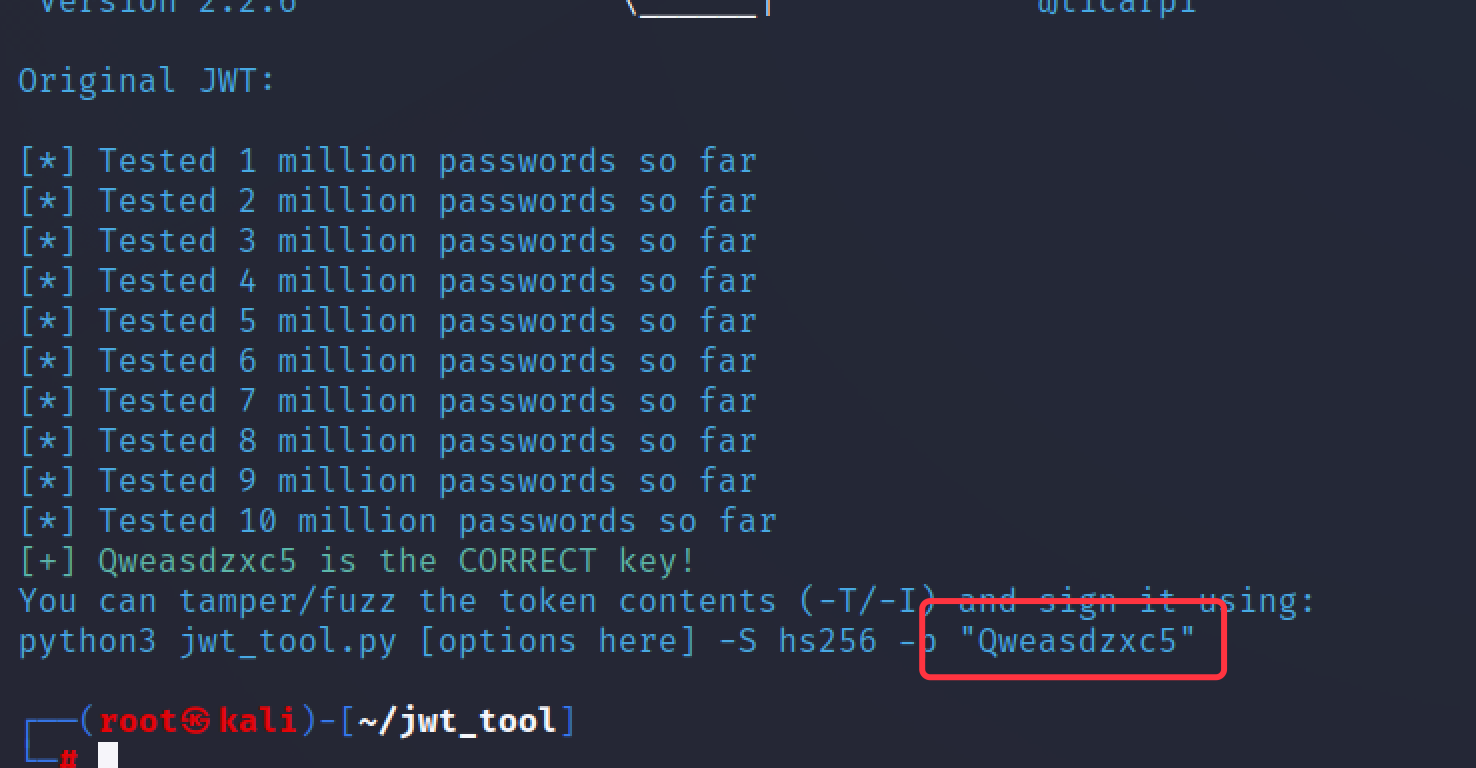 Version 2.2.6 \______| @ticarpi
Original JWT:
[*] Tested 1 million passwords so far
[*] Tested 2 million passwords so far
[*] Tested 3 million passwords so far
[*] Tested 4 million passwords so far
[*] Tested 5 million passwords so far
[*] Tested 6 million passwords so far
[*] Tested 7 million passwords so far
[*] Tested 8 million passwords so far
[*] Tested 9 million passwords so far
[*] Tested 10 million passwords so far
[+] Qweasdzxc5 is the CORRECT key!
You can tamper/fuzz the token contents (-T/-I) and sign it using:
python3 jwt_tool.py [options here] -S hs256 -p "Qweasdzxc5"
┌──(root㉿kali)-[~/jwt_tool]
└─#